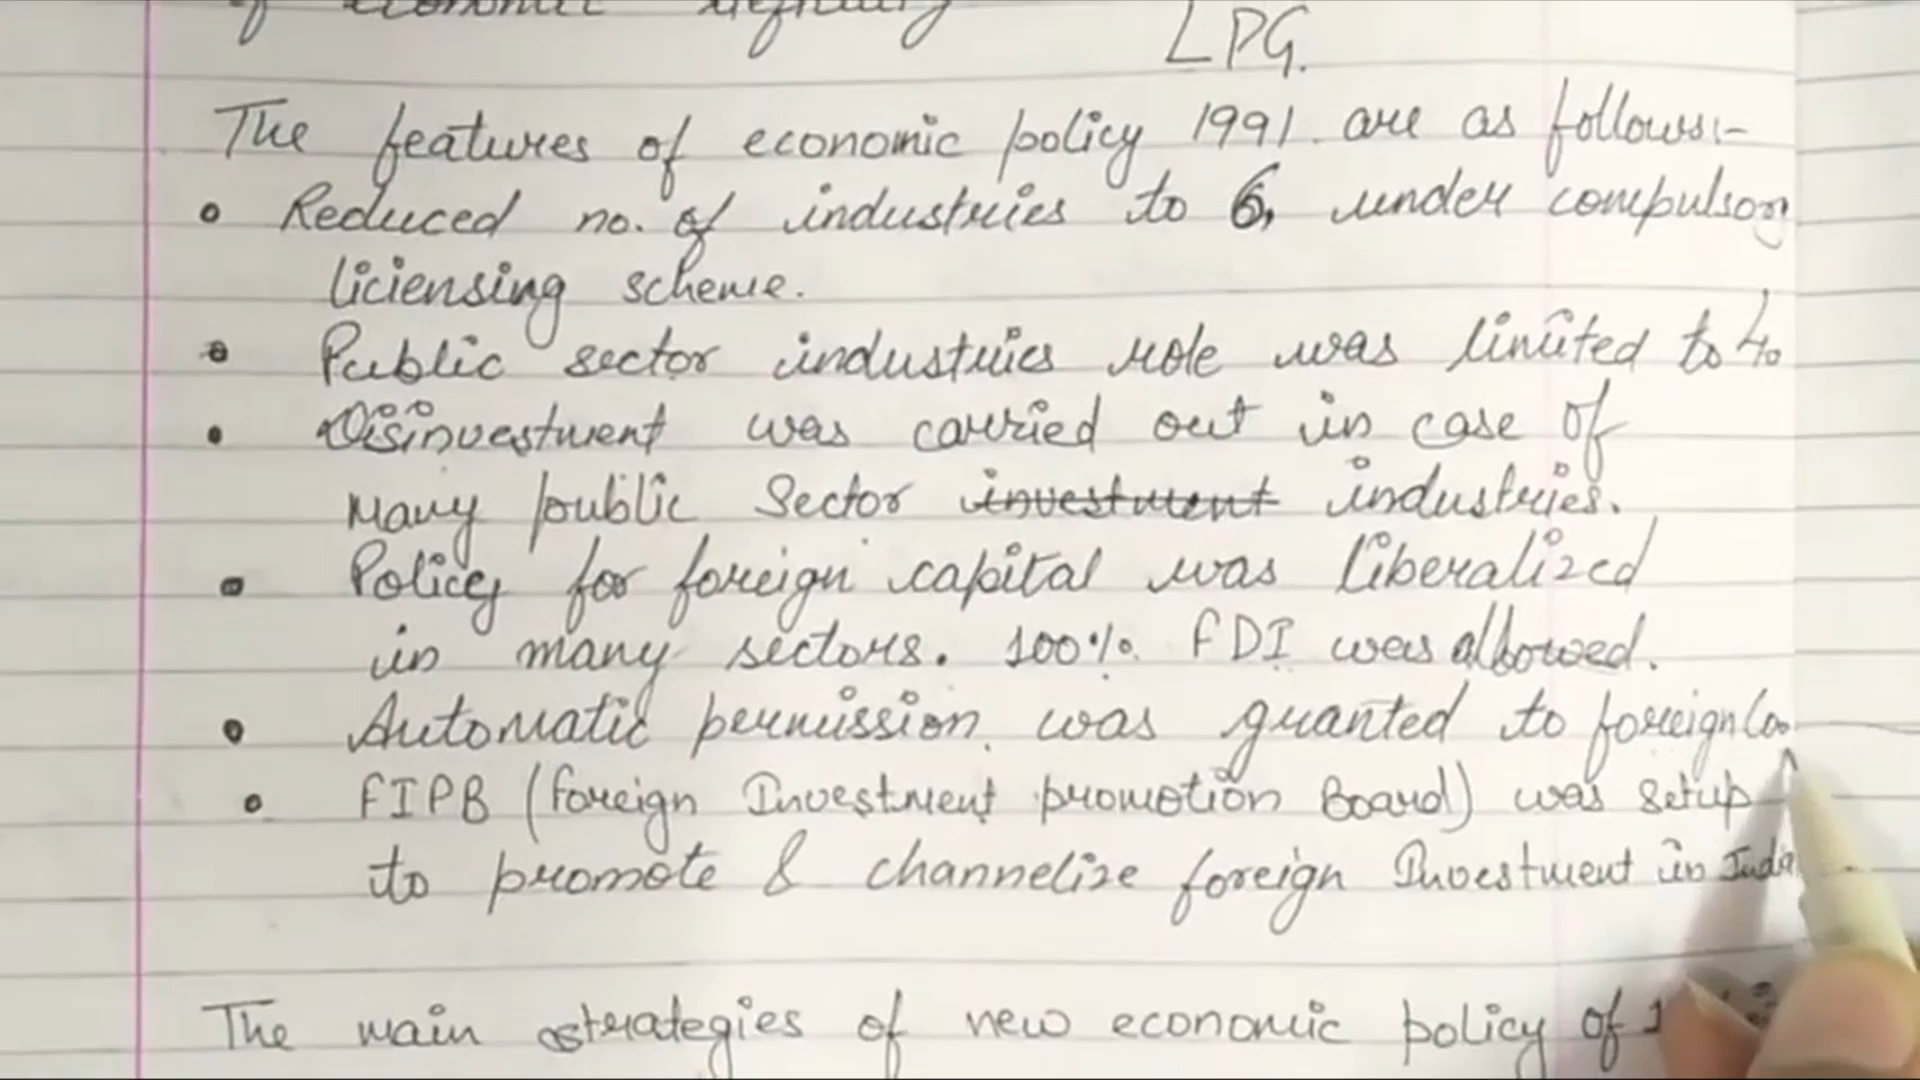 of economic
LPG.
The features of economic policy 1991 are as follows:-
• Reduced no. of industries to 6, under compulsory
liciensing scheme.
• Public sector industries role was limited to 4.
• Disinvestment was carried out in case of
many public Sector investment industries.
• Policy for foreign capital was liberalized
in many sectors. 100% FDI was allowed.
• Automatic permission was granted to foreign Co.
• FIPB (Foreign Investment promotion Board) was setup
to promote & channelize foreign Investment in India
The main strategies of new economic policy of